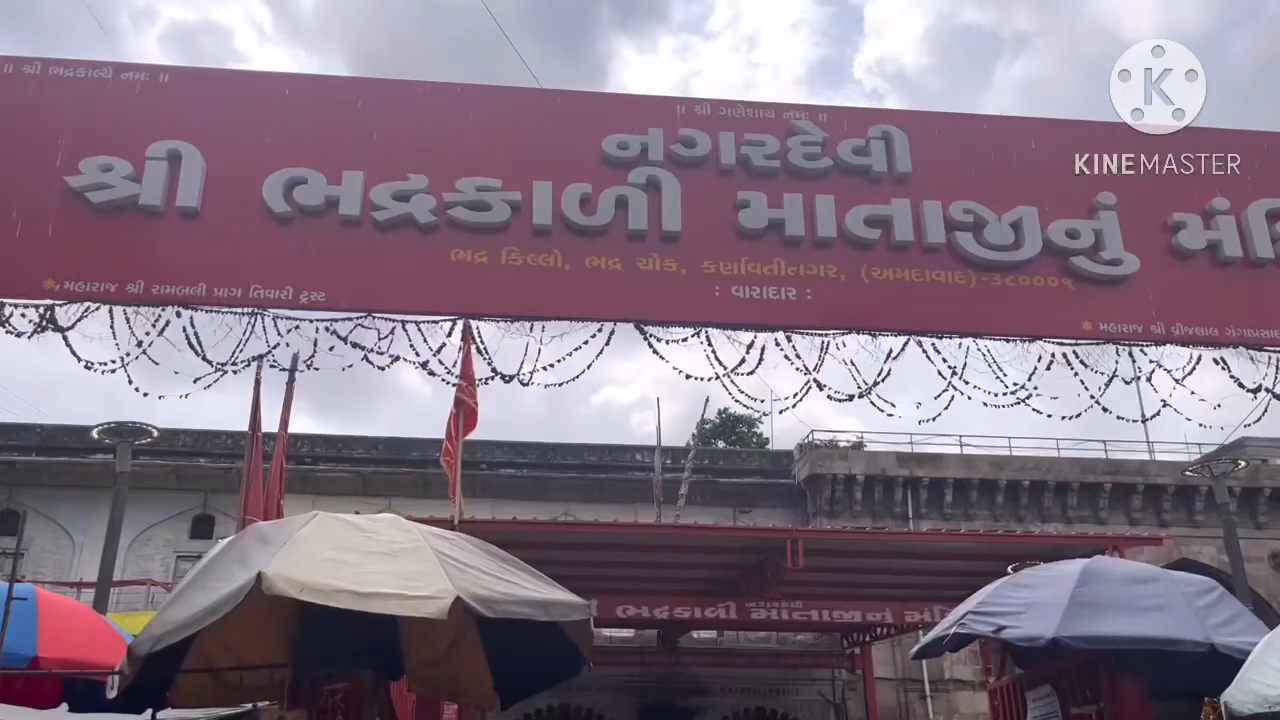 ॥ શ્રી ભદ્રકાલ્યૈ નમઃ ॥
॥ શ્રી ગણેશાય નમઃ ॥
નગરદેવી
શ્રી ભદ્રકાળી માતાજીનું
ભદ્ર કિલ્લો, ભદ્ર ચોક, કર્ણાવતીનગર, (અમદાવાદ)-૩૮૦૦૦૧
: વારાદાર :
મહારાજ શ્રી રામબલી પ્રાગ તિવારી ટ્રસ્ટ
મહારાજ શ્રી વ્રીજલાલ
K
KINEMASTER
નગરદેવી
ભદ્રકાળી માતાજીનું